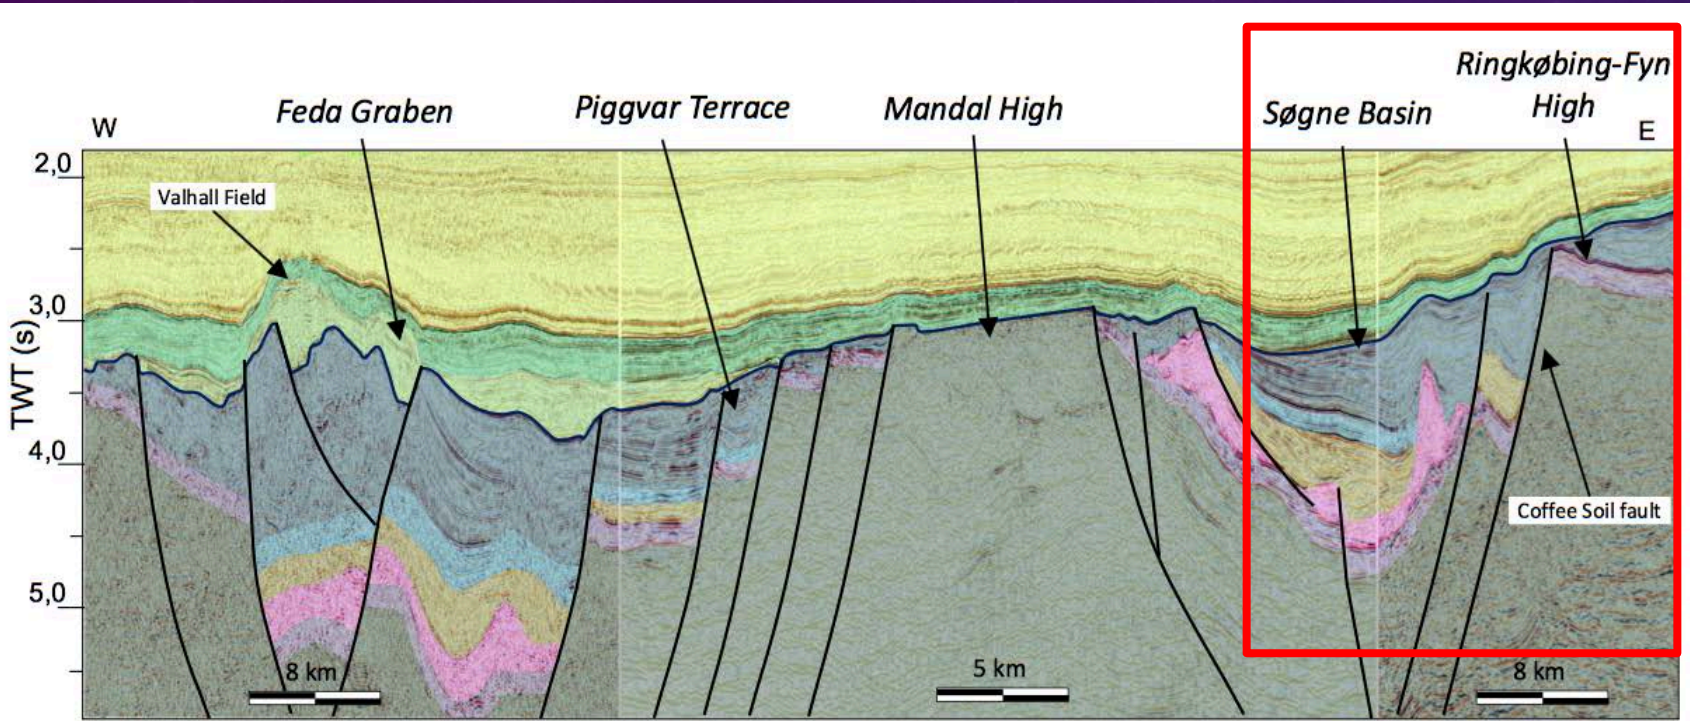 Ringkøbing-Fyn
High
Feda Graben
Piggvar Terrace
Mandal High
Søgne Basin
W
E
2,0
Valhall Field
3,0
TWT (s)
4,0
Coffee Soil fault
5,0
8 km
5 km
8 km